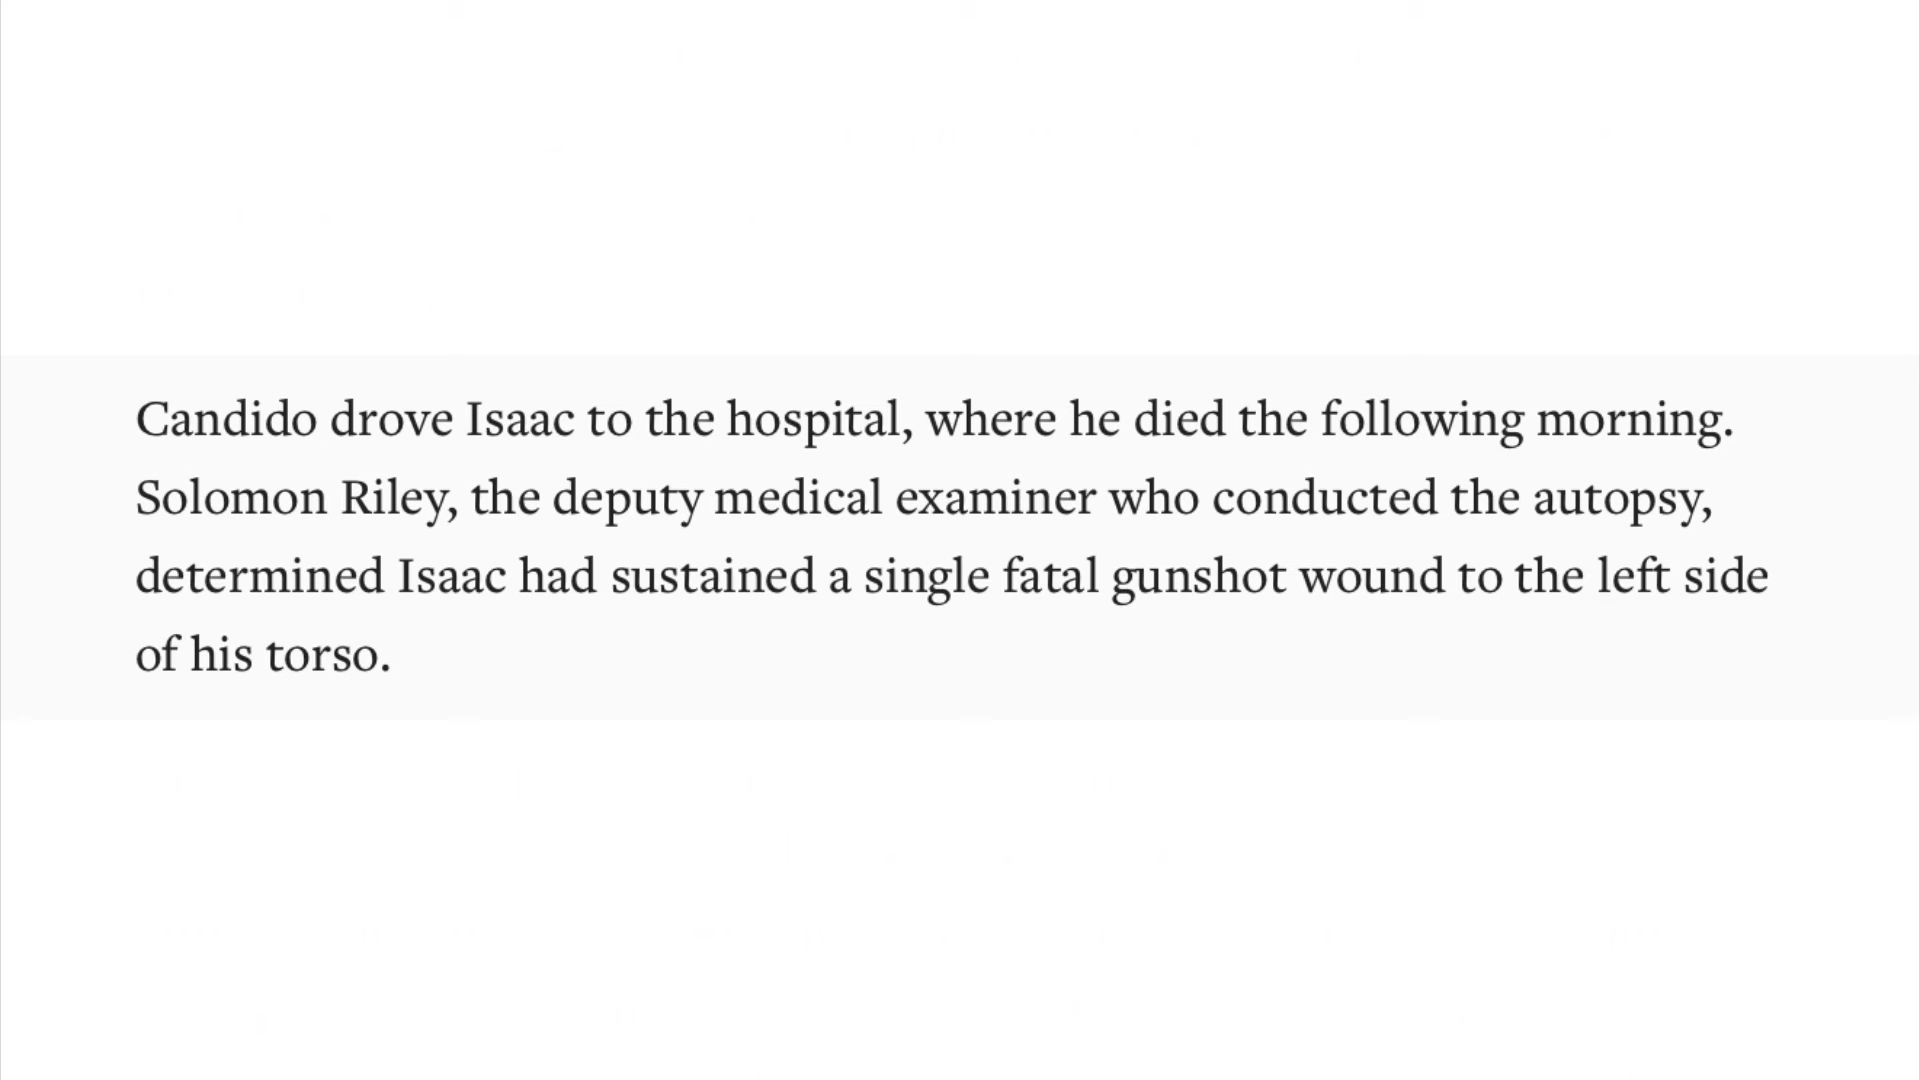 Candido drove Isaac to the hospital, where he died the following morning.
Solomon Riley, the deputy medical examiner who conducted the autopsy,
determined Isaac had sustained a single fatal gunshot wound to the left side
of his torso.